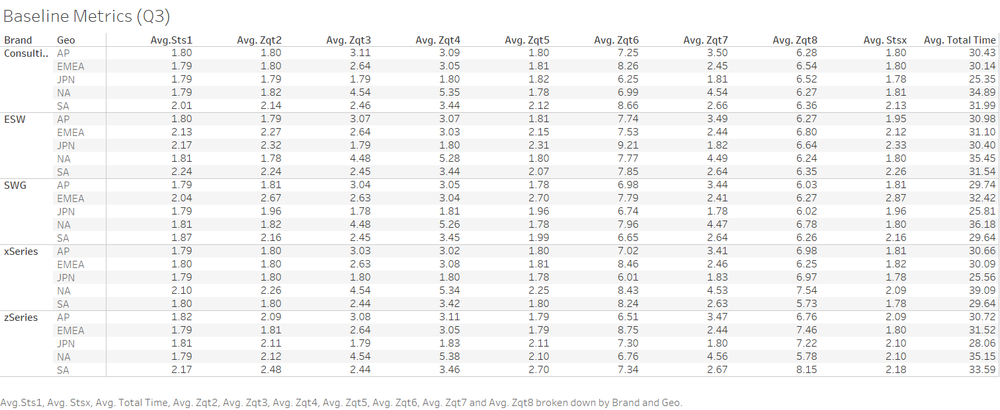 Baseline Metrics (Q3)
Brand Geo Avg.Sts1 Avg. Zqt2 Avg. Zqt3 Avg. Zqt4 Avg. Zqt5 Avg. Zqt6 Avg. Zqt7 Avg. Zqt8 Avg. Stsx Avg. Total Time
Consulti.. AP 1.80 1.80 3.11 3.09 1.80 7.25 3.50 6.28 1.80 30.43
EMEA 1.79 1.80 2.64 3.05 1.81 8.26 2.45 6.54 1.80 30.14
JPN 1.79 1.79 1.79 1.80 1.82 6.25 1.81 6.52 1.78 25.35
NA 1.79 1.82 4.54 5.35 1.78 6.99 4.54 6.27 1.81 34.89
SA 2.01 2.14 2.46 3.44 2.12 8.66 2.66 6.36 2.13 31.99
ESW AP 1.80 1.79 3.07 3.07 1.81 7.74 3.49 6.27 1.95 30.98
EMEA 2.13 2.27 2.64 3.03 2.15 7.53 2.44 6.80 2.12 31.10
JPN 2.17 2.32 1.79 1.80 2.31 9.21 1.82 6.64 2.33 30.40
NA 1.81 1.78 4.48 5.28 1.80 7.77 4.49 6.24 1.80 35.45
SA 2.24 2.24 2.45 3.44 2.07 7.85 2.64 6.35 2.26 31.54
SWG AP 1.79 1.81 3.04 3.05 1.78 6.98 3.44 6.03 1.81 29.74
EMEA 2.04 2.67 2.63 3.04 2.70 7.79 2.41 6.27 2.87 32.42
JPN 1.79 1.96 1.78 1.81 1.96 6.74 1.78 6.02 1.96 25.81
NA 1.81 1.82 4.48 5.26 1.78 7.96 4.47 6.78 1.80 36.18
SA 1.87 2.16 2.45 3.45 1.99 6.65 2.64 6.26 2.16 29.64
xSeries AP 1.79 1.80 3.03 3.02 1.80 7.02 3.41 6.98 1.81 30.66
EMEA 1.80 1.80 2.63 3.08 1.81 8.46 2.46 6.25 1.82 30.09
JPN 1.79 1.80 1.80 1.80 1.78 6.01 1.83 6.97 1.78 25.56
NA 2.10 2.26 4.54 5.34 2.25 8.43 4.53 7.54 2.09 39.09
SA 1.80 1.80 2.44 3.42 1.80 8.24 2.63 5.73 1.78 29.64
zSeries AP 1.82 2.09 3.08 3.11 1.79 6.51 3.47 6.76 2.09 30.72
EMEA 1.79 1.81 2.64 3.05 1.79 8.75 2.44 7.46 1.80 31.52
JPN 1.81 2.11 1.79 1.83 2.11 7.30 1.80 7.22 2.10 28.06
NA 1.79 2.12 4.54 5.38 2.10 6.76 4.56 5.78 2.10 35.15
SA 2.17 2.48 2.44 3.46 2.70 7.34 2.67 8.15 2.18 33.59
Avg.Sts1, Avg. Stsx, Avg. Total Time, Avg. Zqt2, Avg. Zqt3, Avg. Zqt4, Avg. Zqt5, Avg. Zqt6, Avg. Zqt7 and Avg. Zqt8 broken down by Brand and Geo.